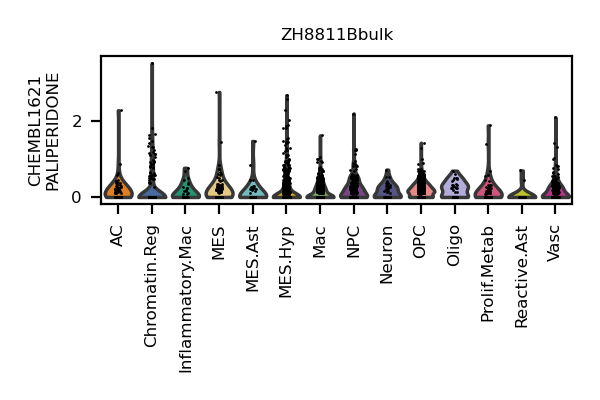 ZH8811Bbulk
CHEMBL1621
PALIPERIDONE
2
0
AC
Chromatin.Reg
Inflammatory.Mac
MES
MES.Ast
MES.Hyp
Mac
NPC
Neuron
OPC
Oligo
Prolif.Metab
Reactive.Ast
Vasc